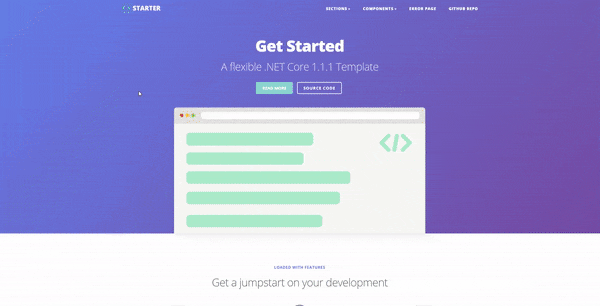 STARTER
SECTIONS
COMPONENTS
ERROR PAGE
GITHUB REPO
Get Started
A flexible .NET Core 1.1.1 Template
READ MORE
SOURCE CODE
</>
LOADED WITH FEATURES
Get a jumpstart on your development